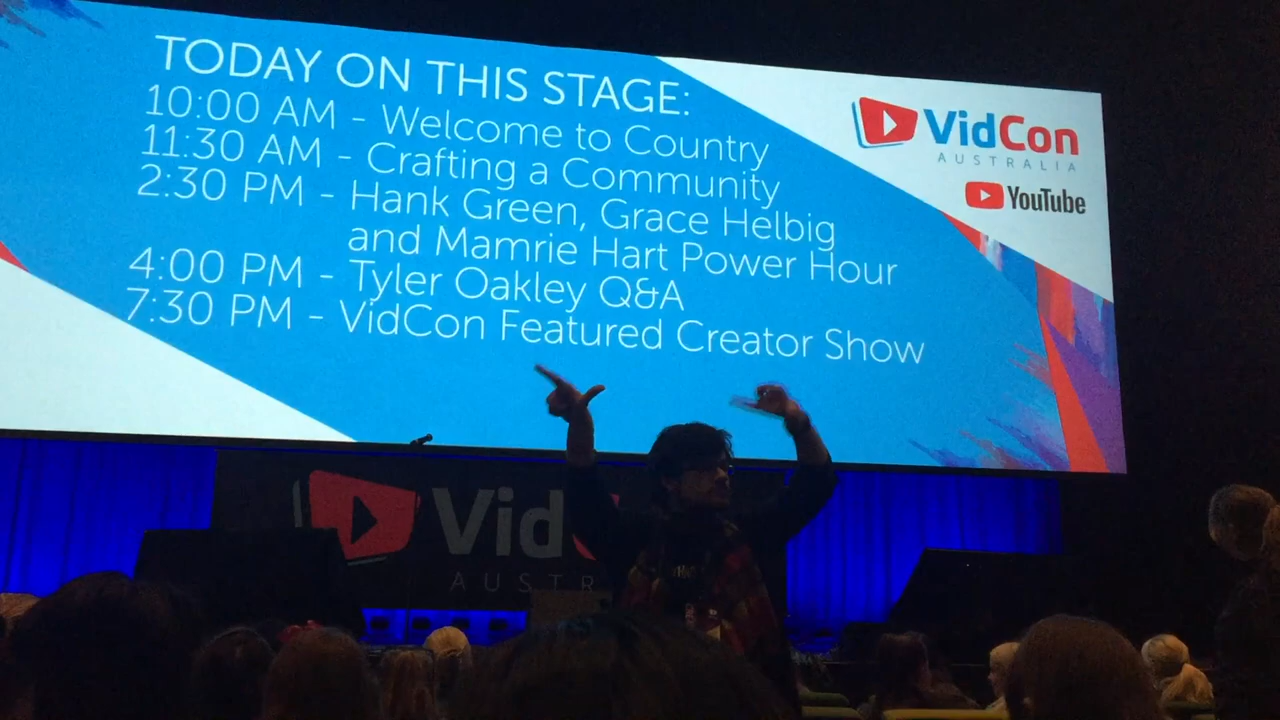 TODAY ON THIS STAGE:
10:00 AM - Welcome to Country
11:30 AM - Crafting a Community
2:30 PM - Hank Green, Grace Helbig
and Mamrie Hart Power Hour
4:00 PM - Tyler Oakley Q&A
7:30 PM - VidCon Featured Creator Show
VidCon
AUSTRALIA
YouTube
Vid
AUSTR